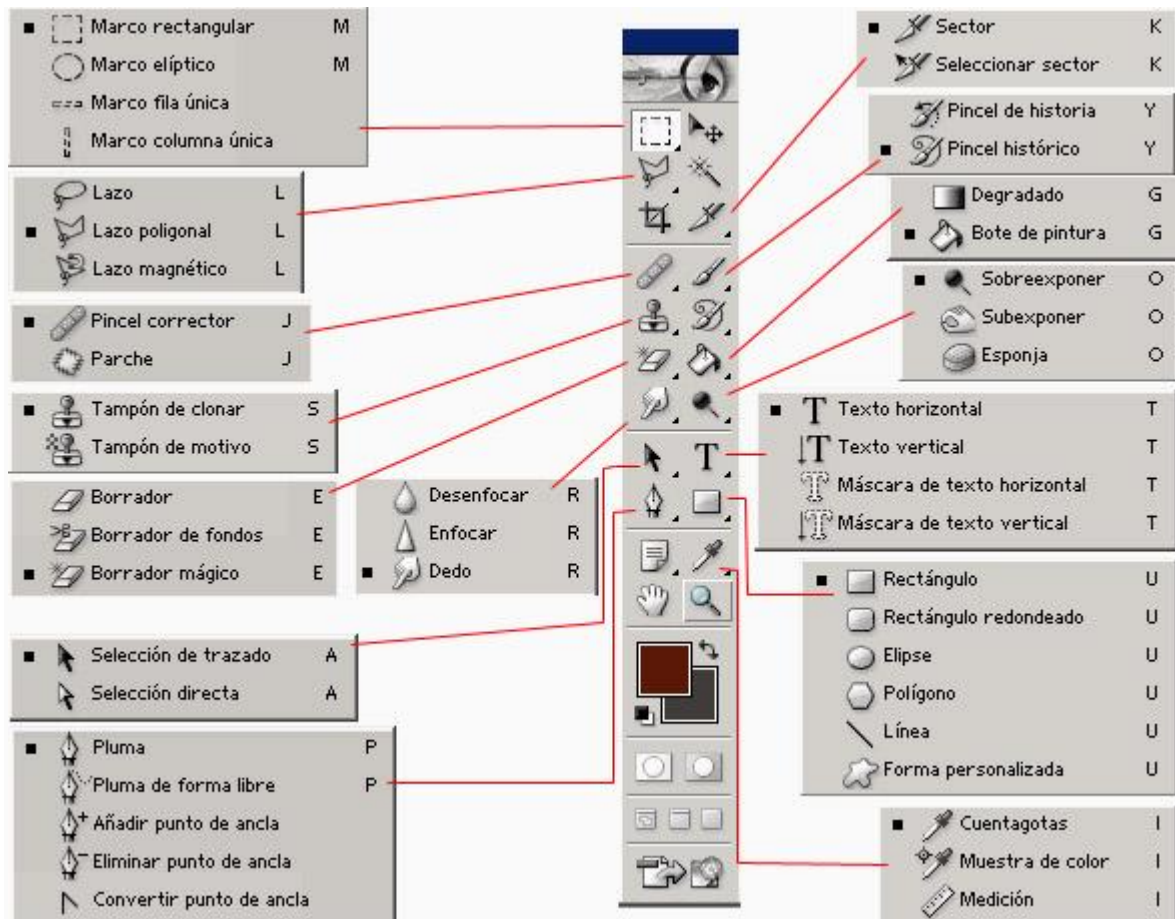 Marco rectangular M
Marco elíptico M
Marco fila única
Marco columna única
Lazo L
Lazo poligonal L
Lazo magnético L
Pincel corrector J
Parche J
Tampón de clonar S
Tampón de motivo S
Borrador E
Borrador de fondos E
Borrador mágico E
Desenfocar R
Enfocar R
Dedo R
Selección de trazado A
Selección directa A
Pluma P
Pluma de forma libre P
Añadir punto de ancla
Eliminar punto de ancla
Convertir punto de ancla
Sector K
Seleccionar sector K
Pincel de historia Y
Pincel histórico Y
Degradado G
Bote de pintura G
Sobreexponer O
Subexponer O
Esponja O
Texto horizontal T
Texto vertical T
Máscara de texto horizontal T
Máscara de texto vertical T
Rectángulo U
Rectángulo redondeado U
Elipse U
Polígono U
Línea U
Forma personalizada U
Cuentagotas I
Muestra de color I
Medición I